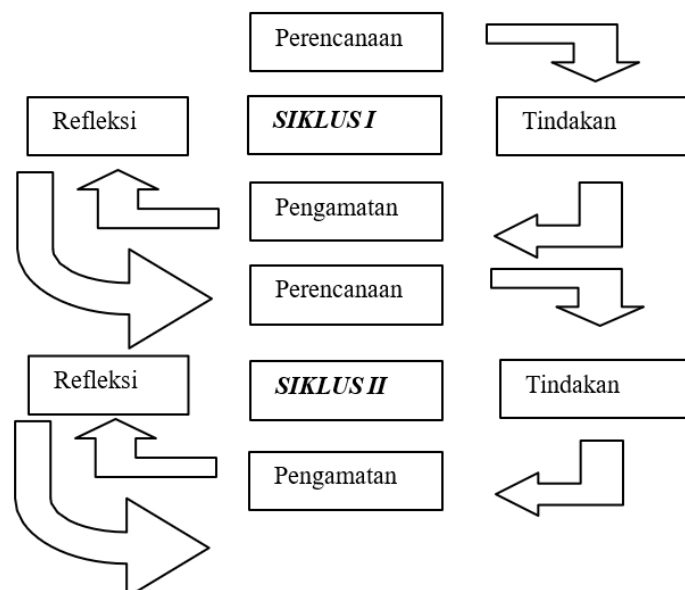 Perencanaan
Refleksi
SIKLUS I
Tindakan
Pengamatan
Perencanaan
Refleksi
SIKLUS II
Tindakan
Pengamatan